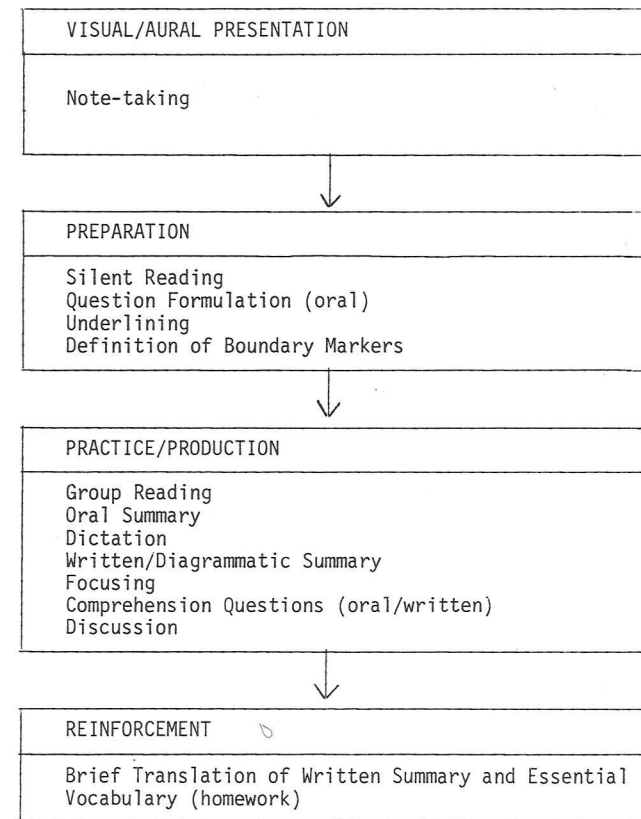 VISUAL/AURAL PRESENTATION
Note-taking
PREPARATION
Silent Reading
Question Formulation (oral)
Underlining
Definition of Boundary Markers
PRACTICE/PRODUCTION
Group Reading
Oral Summary
Dictation
Written/Diagrammatic Summary
Focusing
Comprehension Questions (oral/written)
Discussion
REINFORCEMENT
Brief Translation of Written Summary and Essential
Vocabulary (homework)